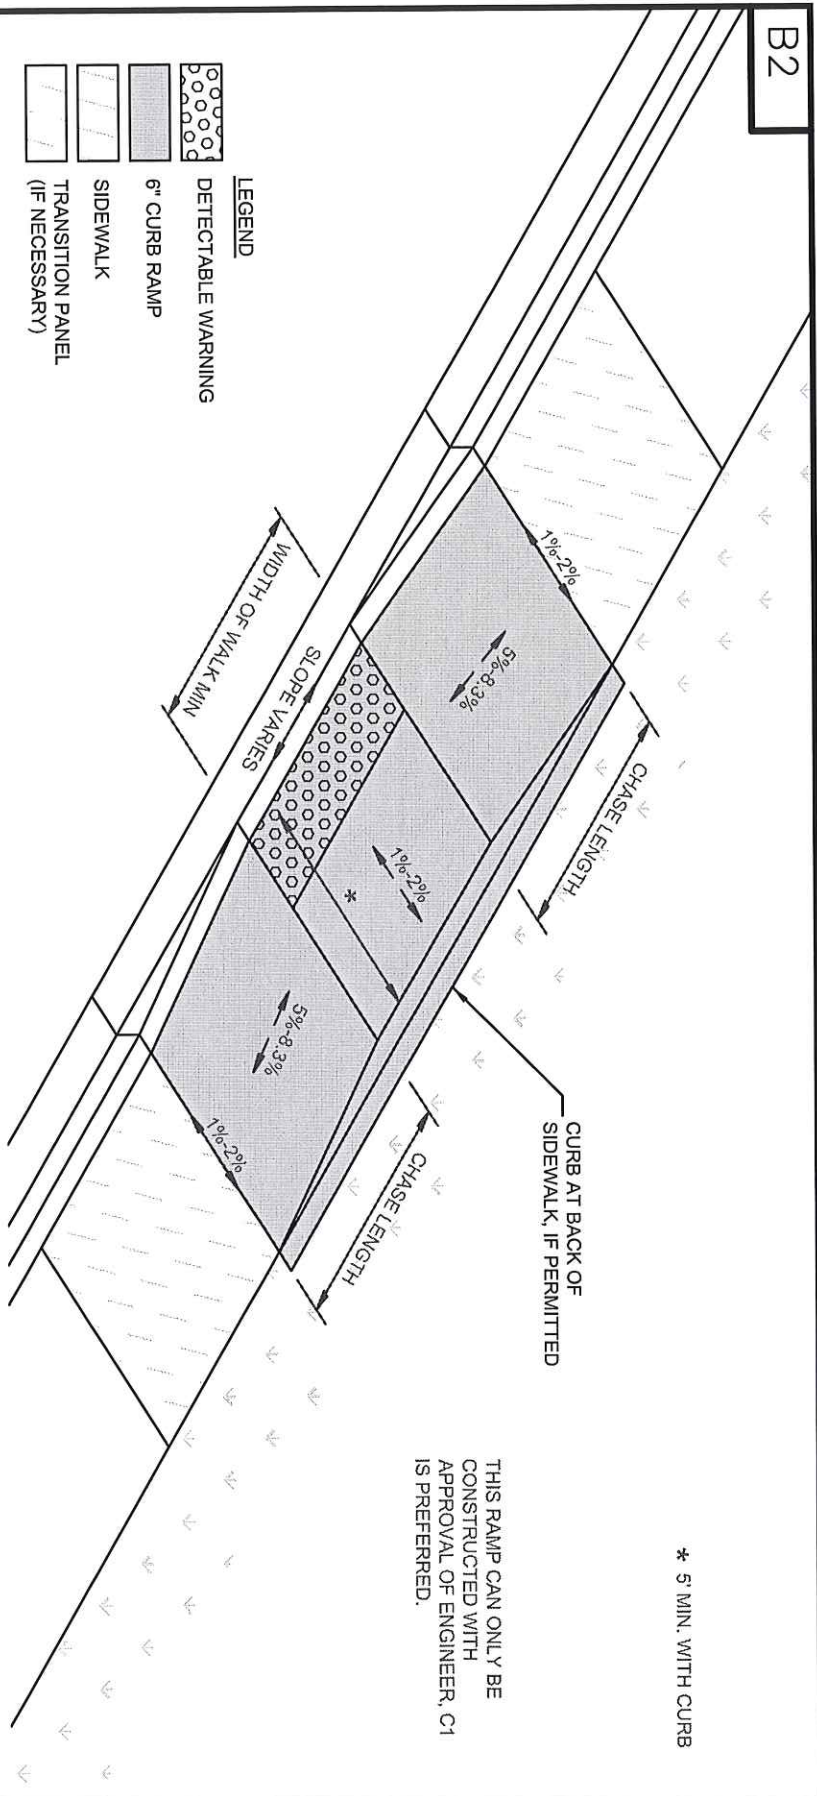 B2
* 5' MIN. WITH CURB
THIS RAMP CAN ONLY BE
CONSTRUCTED WITH
APPROVAL OF ENGINEER, C1
IS PREFERRED.
CURB AT BACK OF
SIDEWALK, IF PERMITTED
CHASE LENGTH
CHASE LENGTH
1%-2%
5%-8.3%
1%-2%
*
5%-8.3%
1%-2%
SLOPE VARIES
WIDTH OF WALK MIN
LEGEND
DETECTABLE WARNING
6" CURB RAMP
SIDEWALK
TRANSITION PANEL
(IF NECESSARY)